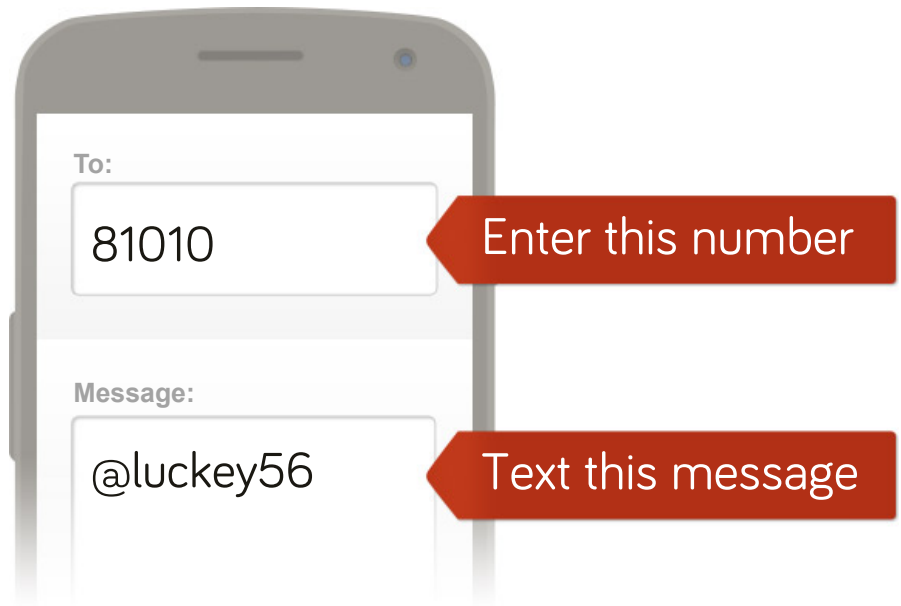 To:
81010
Enter this number
Message:
@luckey56
Text this message